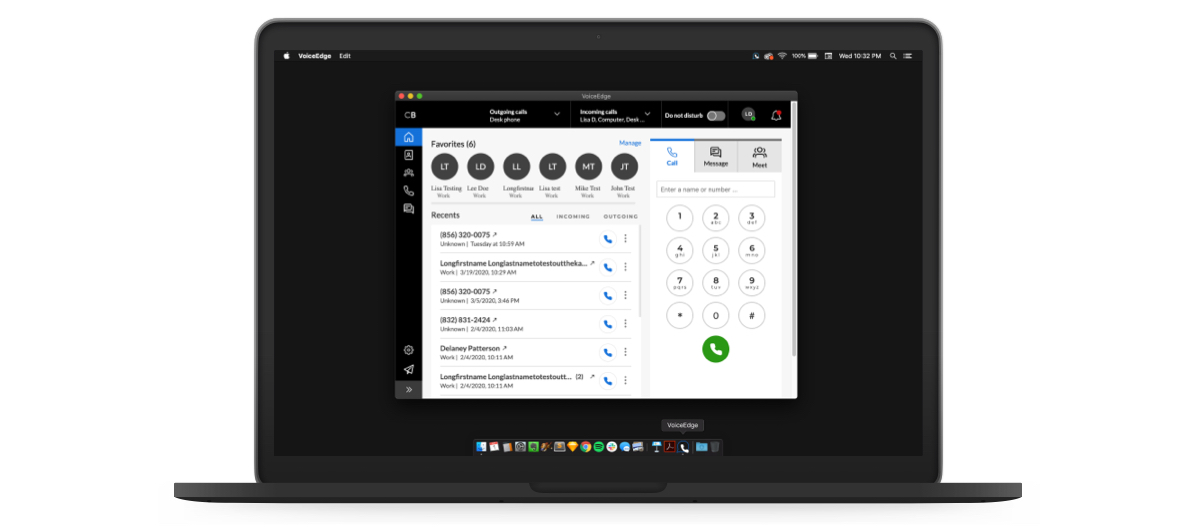 VoiceEdge Edit
100% Wed 10:32 PM
VoiceEdge
CB
Outgoing calls
Desk phone
Incoming calls
Lisa D, Computer, Desk ...
Do not disturb
LD
Favorites (6)
Manage
LT LD LL LT MT JT
Lisa Testing Lee Doe Longfirstname Lisa test Mike Test John Test
Work Work Work Work Work Work
Recents
ALL INCOMING OUTGOING
(856) 320-0075
Unknown | Tuesday at 10:59 AM
Longfirstname Longlastnametotestouttheka...
Work | 3/19/2020, 10:29 AM
(856) 320-0075
Unknown | 3/5/2020, 3:46 PM
(832) 831-2424
Unknown | 2/4/2020, 11:03 AM
Delaney Patterson
Work | 2/4/2020, 10:11 AM
Longfirstname Longlastnametotestoutt... (2)
Work | 2/4/2020, 10:11 AM
Call Message Meet
Enter a name or number ...
1 2 3
abc def
4 5 6
ghi jkl mno
7 8 9
pqrs tuv wxyz
* 0 #
VoiceEdge